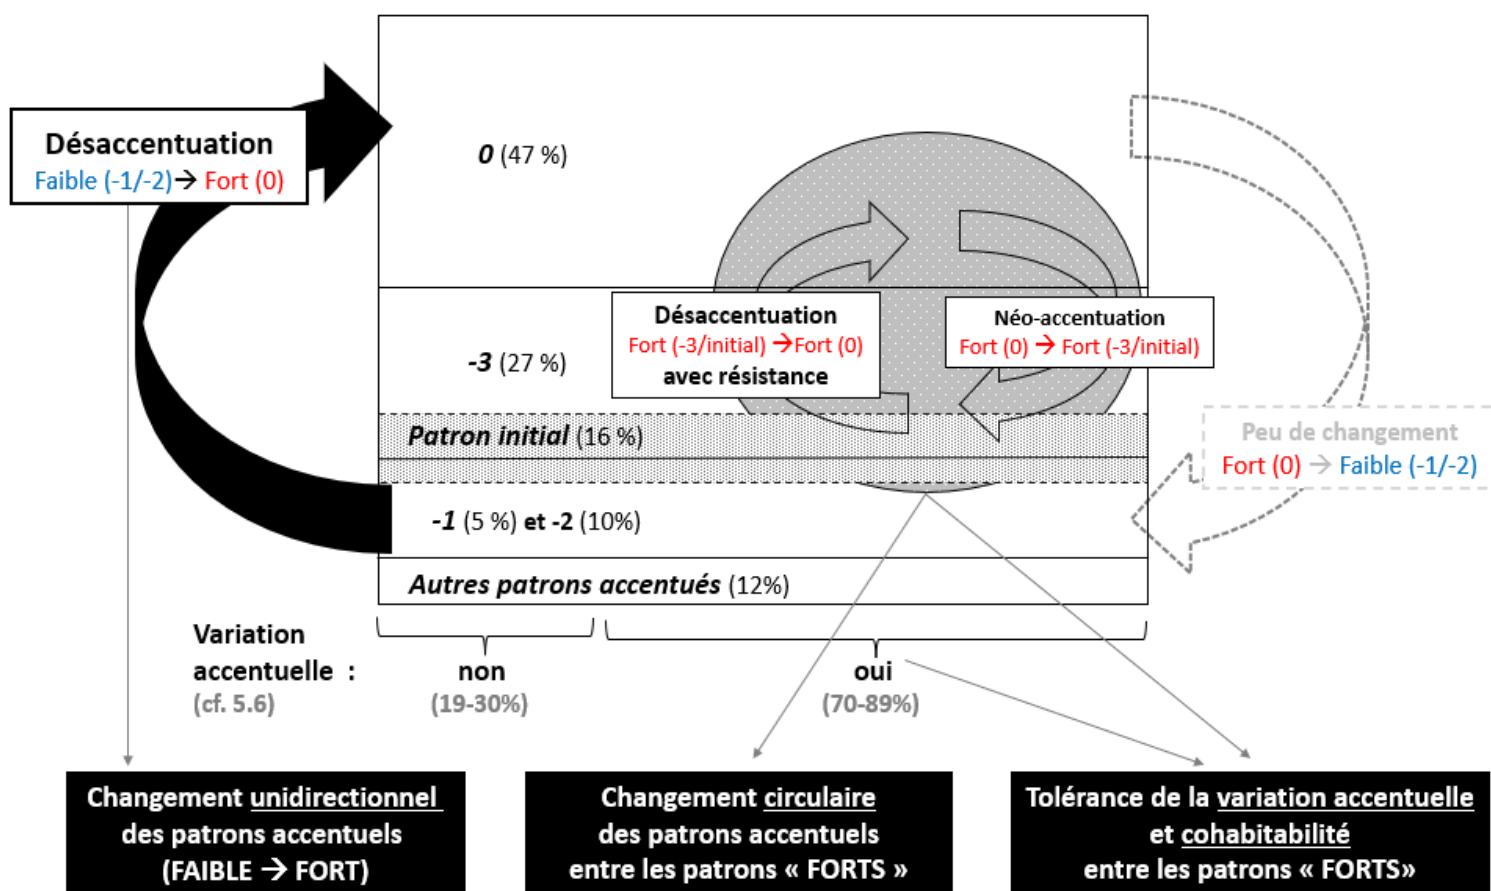 Désaccentuation
Faible (-1/-2)→ Fort (0)
0 (47 %)
-3 (27 %)
Désaccentuation
Fort (-3/initial) →Fort (0)
avec résistance
Néo-accentuation
Fort (0) → Fort (-3/initial)
Patron initial (16 %)
Peu de changement
Fort (0) → Faible (-1/-2)
-1 (5 %) et -2 (10%)
Autres patrons accentués (12%)
Variation
accentuelle :
(cf. 5.6)
non
(19-30%)
oui
(70-89%)
Changement unidirectionnel
des patrons accentuels
(FAIBLE → FORT)
Changement circulaire
des patrons accentuels
entre les patrons « FORTS »
Tolérance de la variation accentuelle
et cohabitabilité
entre les patrons « FORTS»